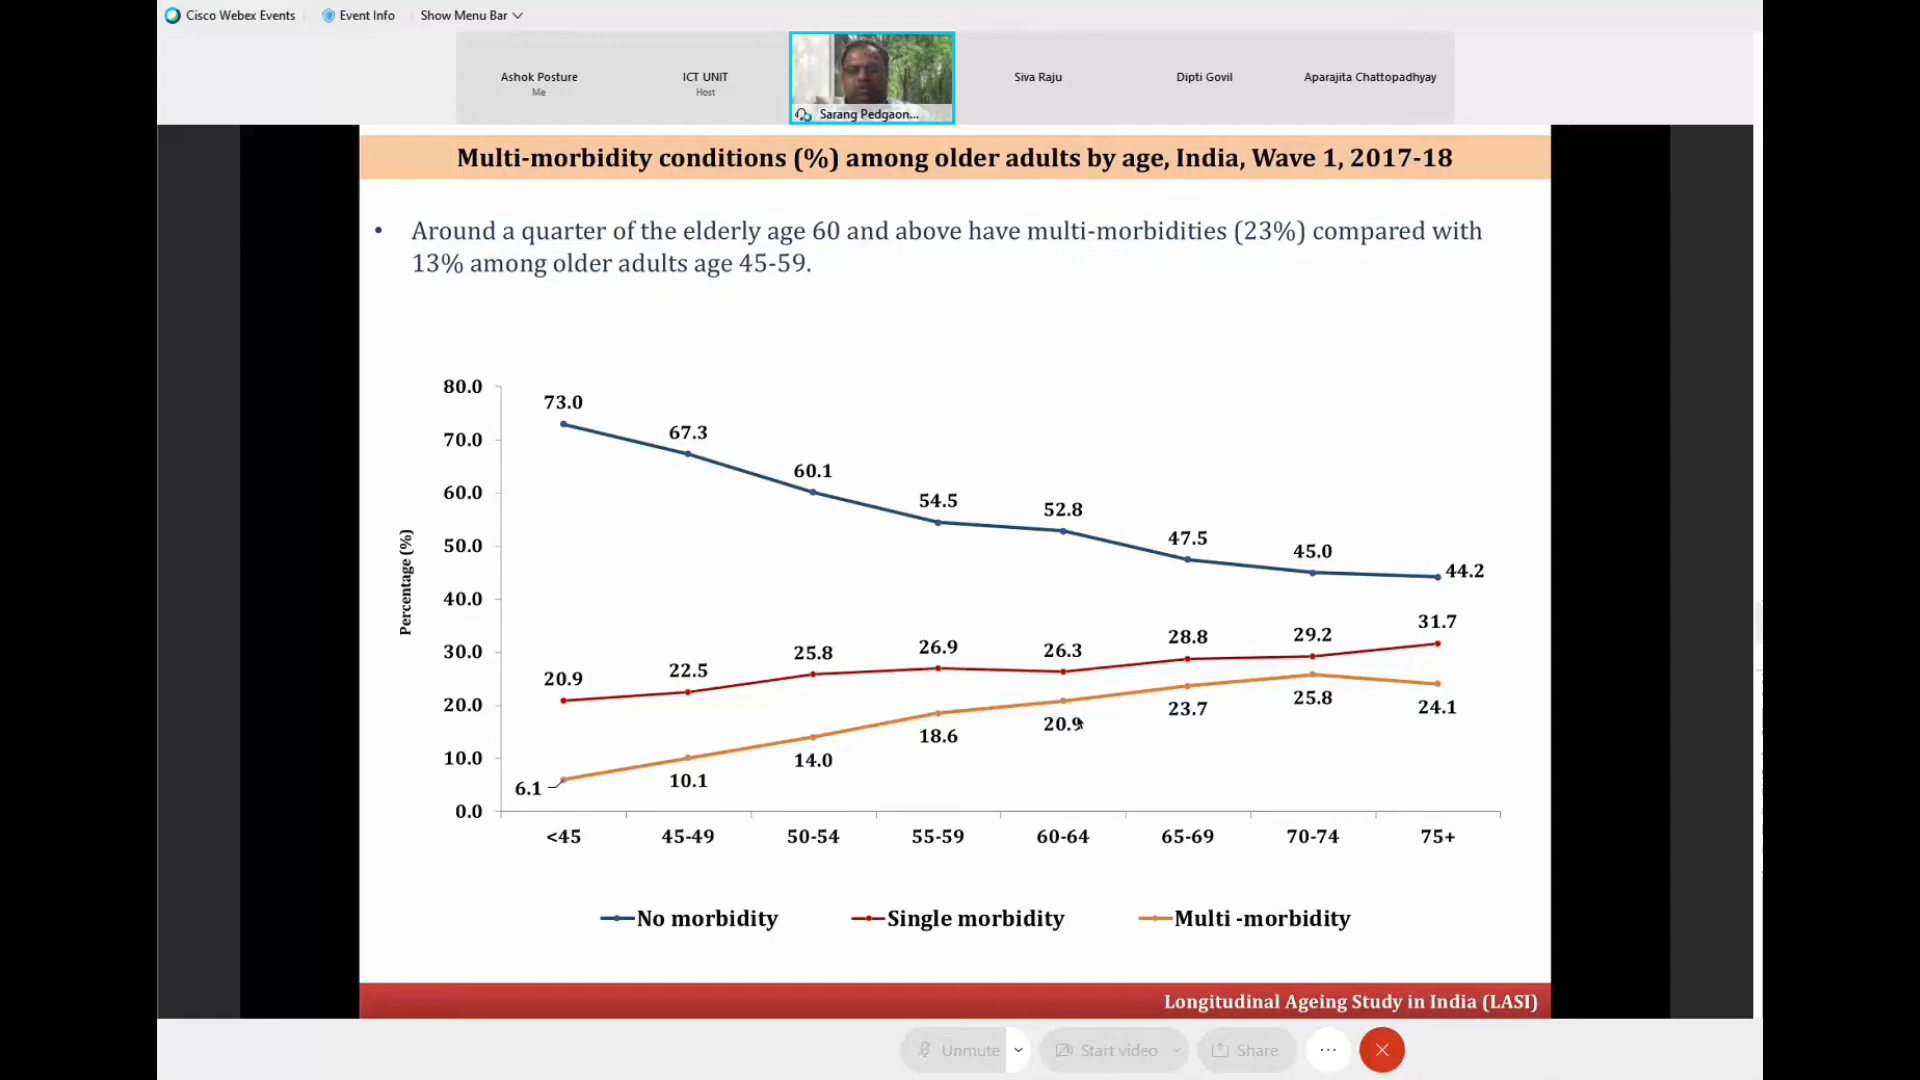 Cisco Webex Events Event Info Show Menu Bar
Ashok Posture
Me
ICT UNIT
Host
Sarang Pedgaon...
Siva Raju
Dipti Govil
Aparajita Chattopadhyay
Multi-morbidity conditions (%) among older adults by age, India, Wave 1, 2017-18
• Around a quarter of the elderly age 60 and above have multi-morbidities (23%) compared with
13% among older adults age 45-59.
Percentage (%)
80.0
70.0
60.0
50.0
40.0
30.0
20.0
10.0
0.0
73.0
67.3
60.1
54.5
52.8
47.5
45.0
44.2
20.9
22.5
25.8
26.9
26.3
28.8
29.2
31.7
6.1
10.1
14.0
18.6
20.9
23.7
25.8
24.1
<45 45-49 50-54 55-59 60-64 65-69 70-74 75+
No morbidity Single morbidity Multi -morbidity
Longitudinal Ageing Study in India (LASI)
Unmute Start video Share